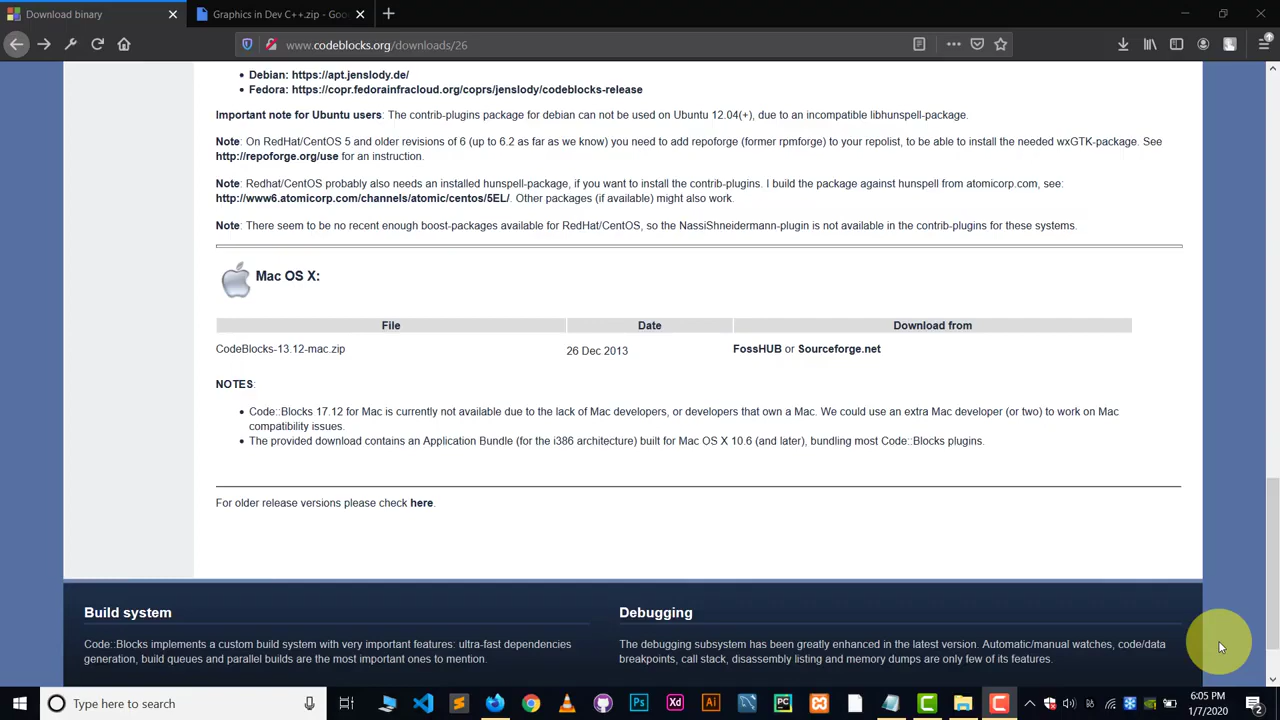 Download binary
Graphics in Dev C++.zip - Goo
www.codeblocks.org/downloads/26
Debian: https://apt.jenslody.de/
Fedora: https://copr.fedorainfracloud.org/coprs/jenslody/codeblocks-release
Important note for Ubuntu users: The contrib-plugins package for debian can not be used on Ubuntu 12.04(+), due to an incompatible libhunspell-package.
Note: On RedHat/CentOS 5 and older revisions of 6 (up to 6.2 as far as we know) you need to add repoforge (former rpmforge) to your repolist, to be able to install the needed wxGTK-package. See
http://repoforge.org/use for an instruction.
Note: Redhat/CentOS probably also needs an installed hunspell-package, if you want to install the contrib-plugins. I build the package against hunspell from atomicorp.com, see:
http://www6.atomicorp.com/channels/atomic/centos/5EL/. Other packages (if available) might also work.
Note: There seem to be no recent enough boost-packages available for RedHat/CentOS, so the NassiShneidermann-plugin is not available in the contrib-plugins for these systems.
Mac OS X:
File Date Download from
CodeBlocks-13.12-mac.zip 26 Dec 2013 FossHUB or Sourceforge.net
NOTES:
Code::Blocks 17.12 for Mac is currently not available due to the lack of Mac developers, or developers that own a Mac. We could use an extra Mac developer (or two) to work on Mac
compatibility issues.
The provided download contains an Application Bundle (for the i386 architecture) built for Mac OS X 10.6 (and later), bundling most Code::Blocks plugins.
For older release versions please check here.
Build system
Code::Blocks implements a custom build system with very important features: ultra-fast dependencies
generation, build queues and parallel builds are the most important ones to mention.
Debugging
The debugging subsystem has been greatly enhanced in the latest version. Automatic/manual watches, code/data
breakpoints, call stack, disassembly listing and memory dumps are only few of its features.
Type here to search
Ps
Xd
Ai
PC
6:05 PM
1/7/2020
2